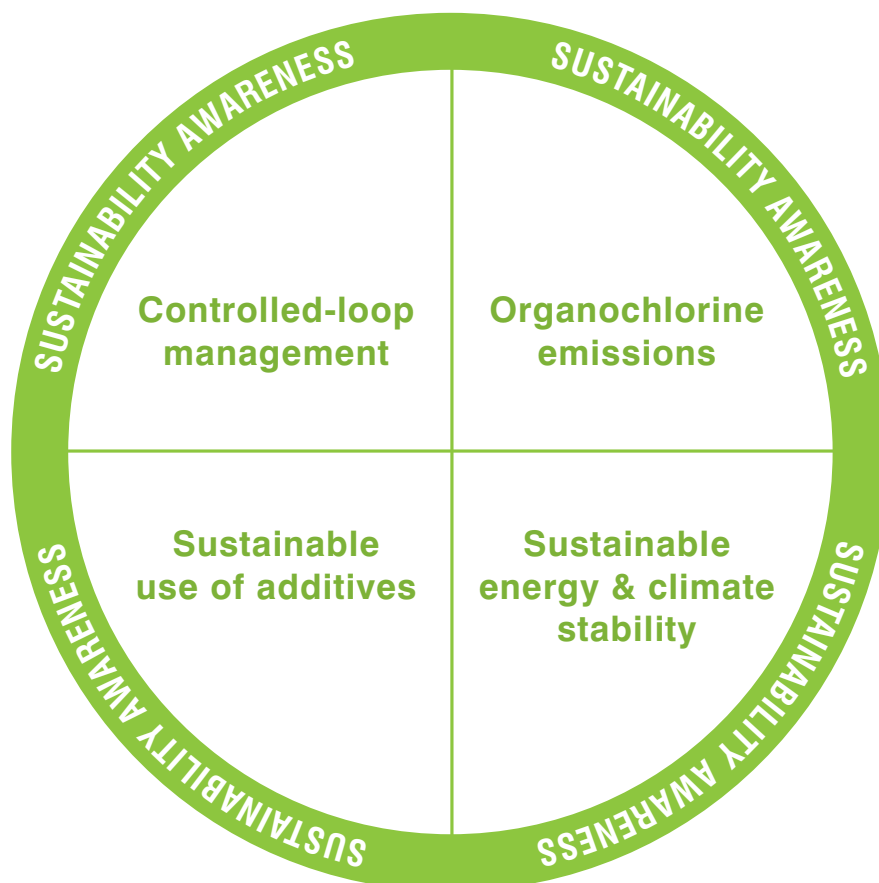 SUSTAINABILITY AWARENESS
SUSTAINABILITY AWARENESS
Controlled-loop
management
Organochlorine
emissions
Sustainable
use of additives
Sustainable
energy & climate
stability
SUSTAINABILITY AWARENESS
SUSTAINABILITY AWARENESS